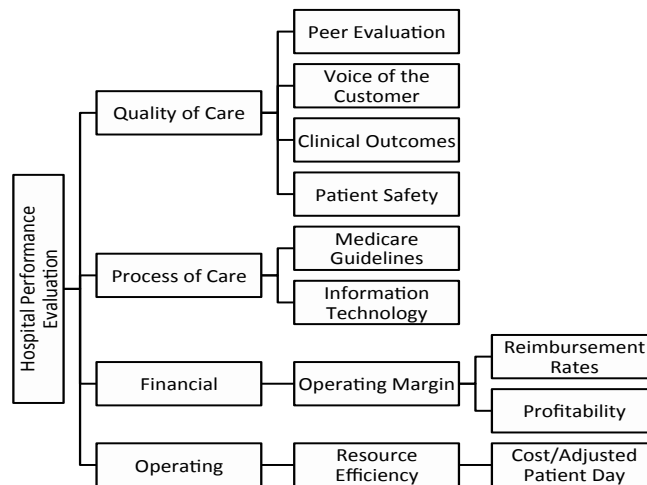 Hospital Performance
Evaluation
Quality of Care
Peer Evaluation
Voice of the
Customer
Clinical Outcomes
Patient Safety
Process of Care
Medicare
Guidelines
Information
Technology
Financial
Operating Margin
Reimbursement
Rates
Profitability
Operating
Resource
Efficiency
Cost/Adjusted
Patient Day